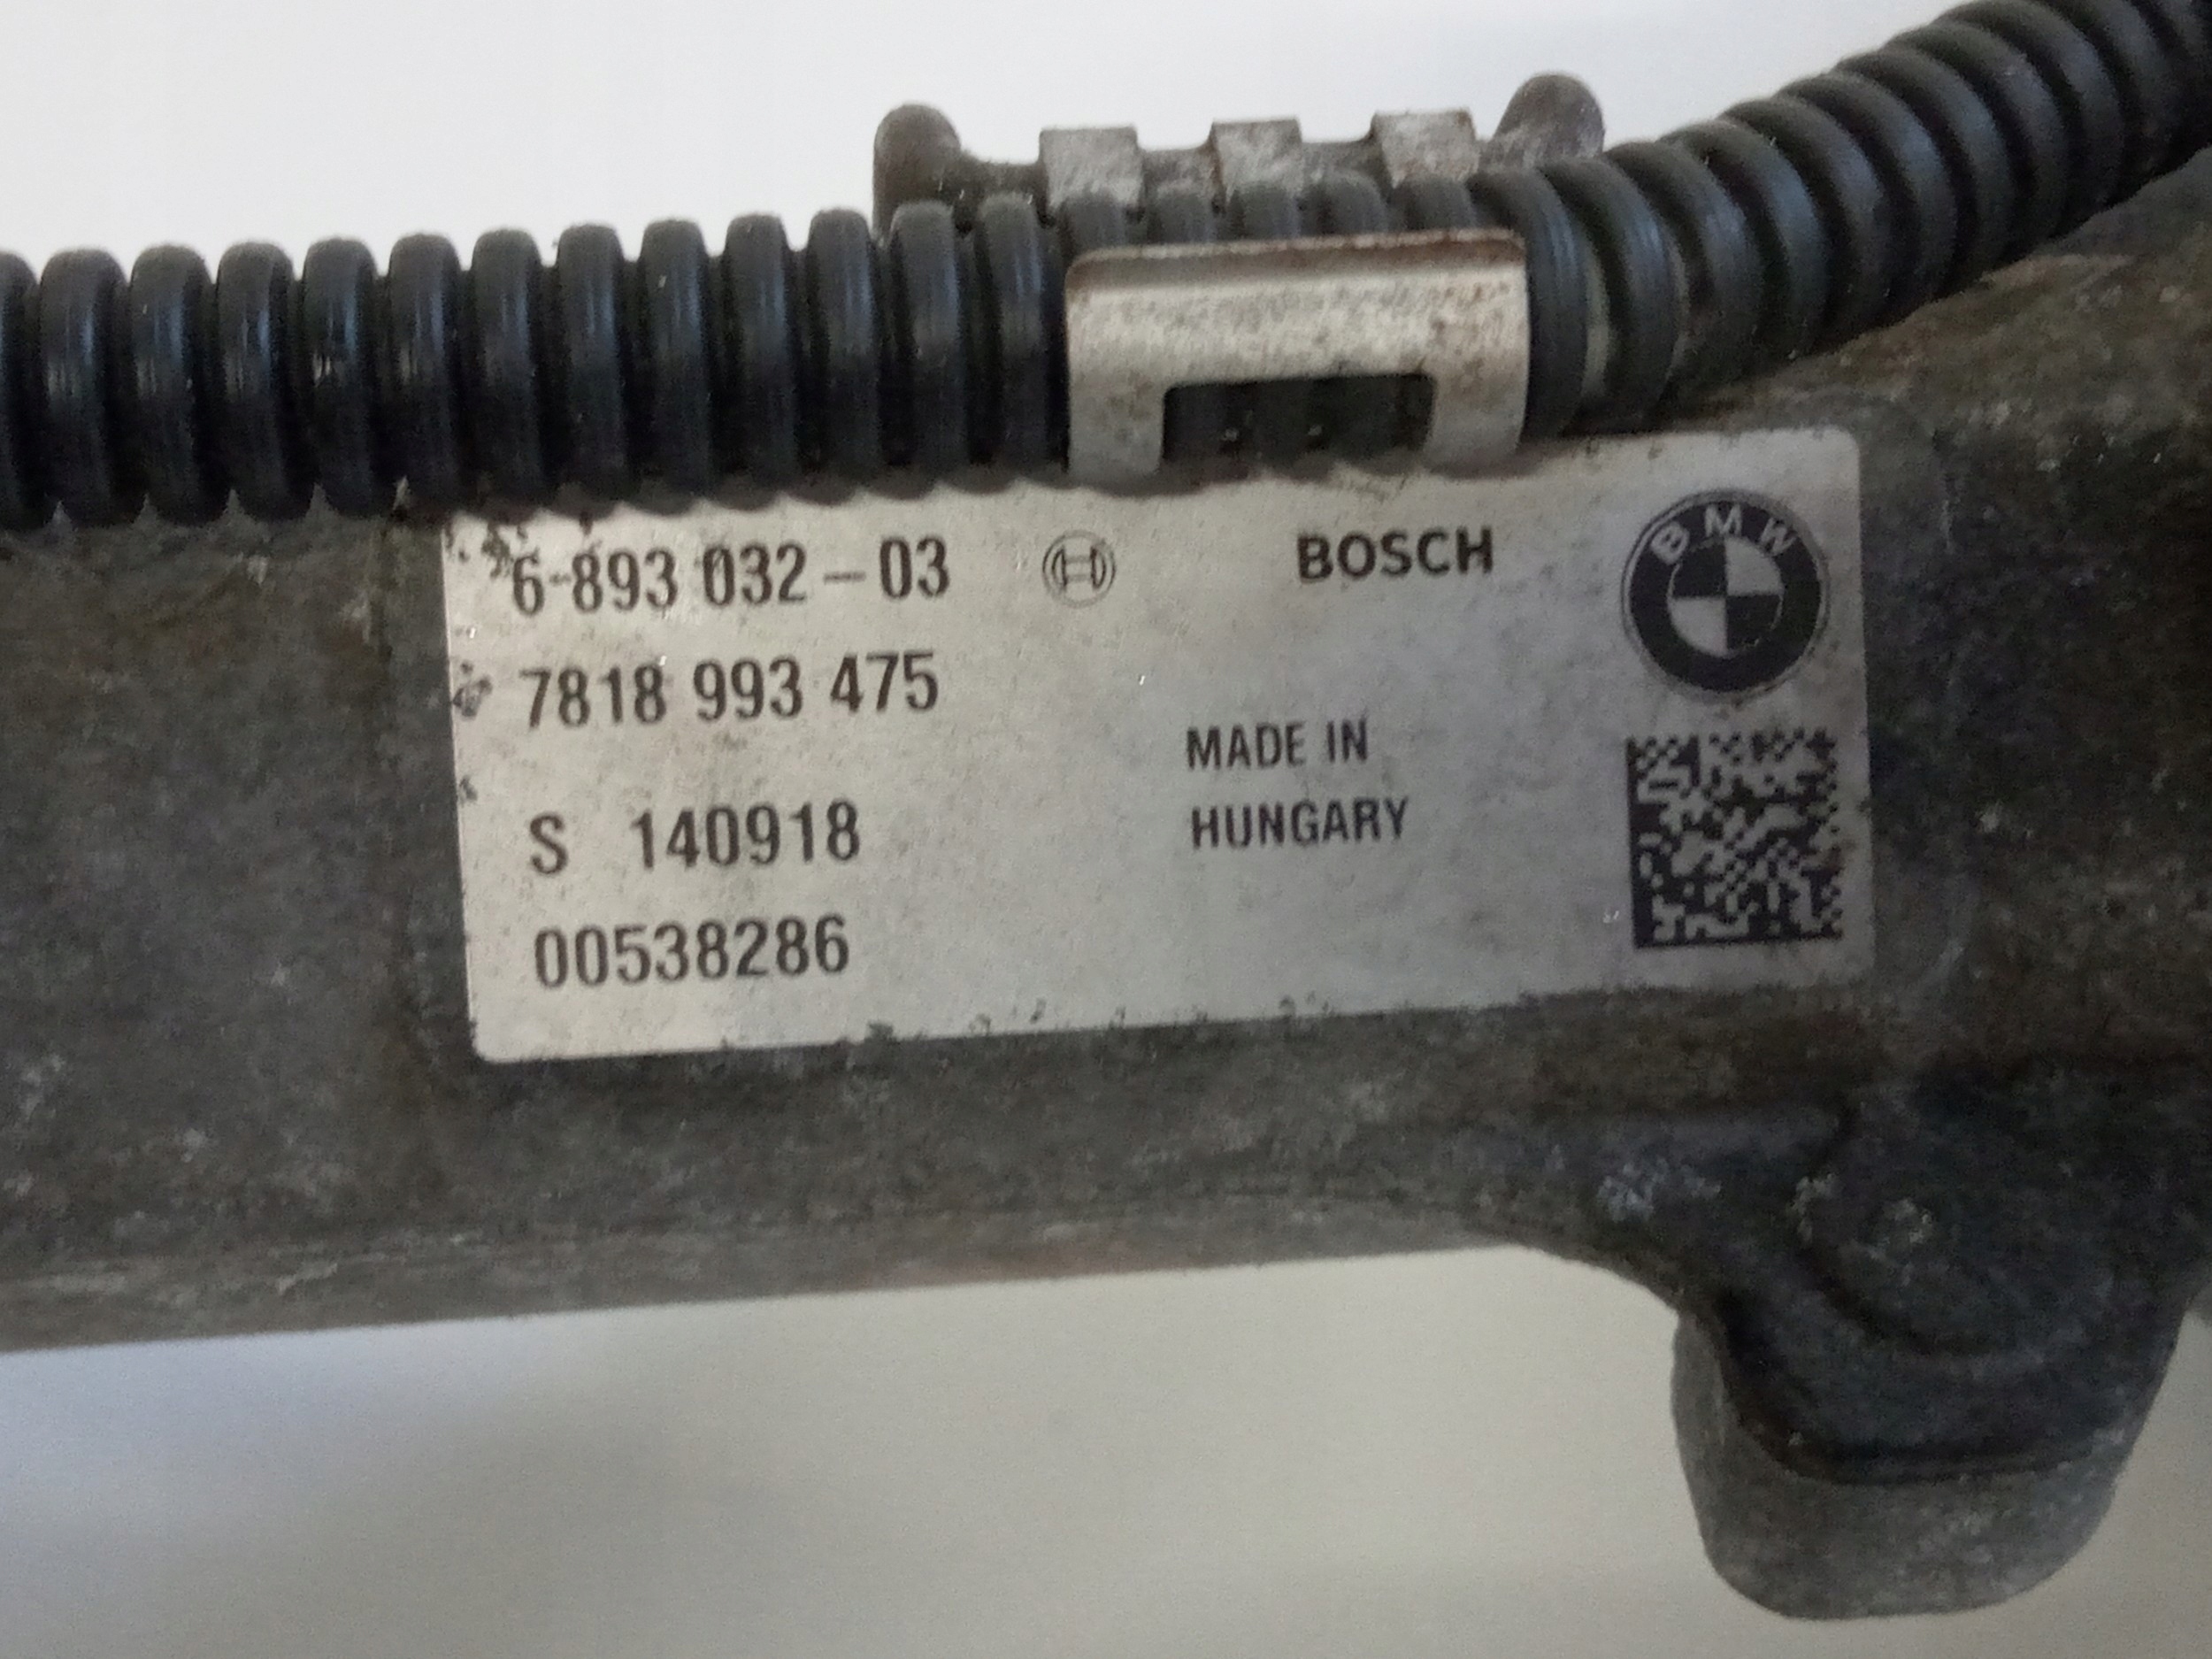 6-893 032-03 BOSCH
BMW
7818 993 475
MADE IN
HUNGARY
S 140918
00538286